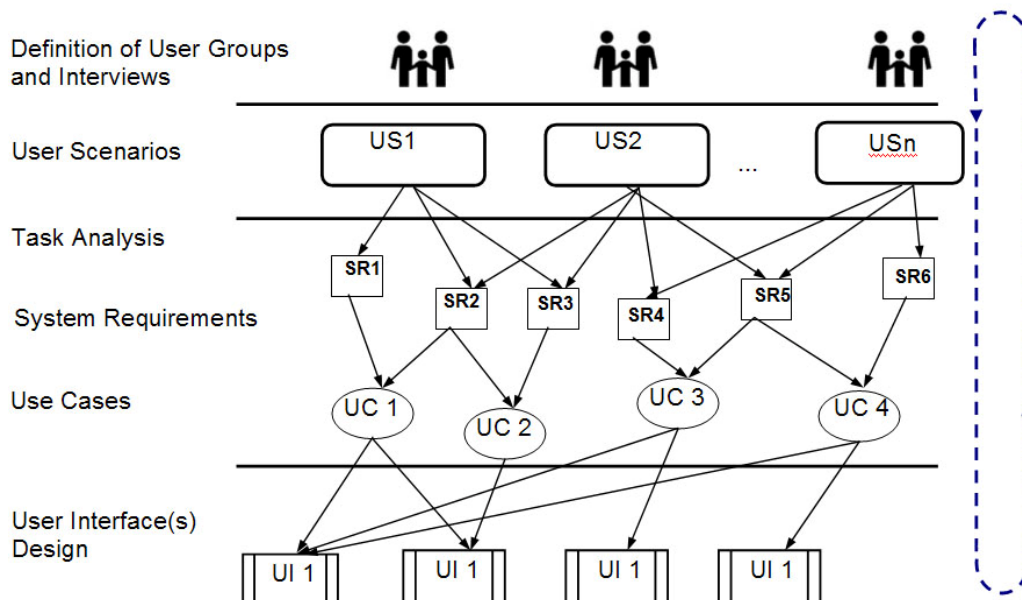 Definition of User Groups
and Interviews
User Scenarios
US1
US2
...
USn
Task Analysis
SR1
SR2
SR3
SR4
SR5
SR6
System Requirements
Use Cases
UC 1
UC 2
UC 3
UC 4
User Interface(s)
Design
UI 1
UI 1
UI 1
UI 1